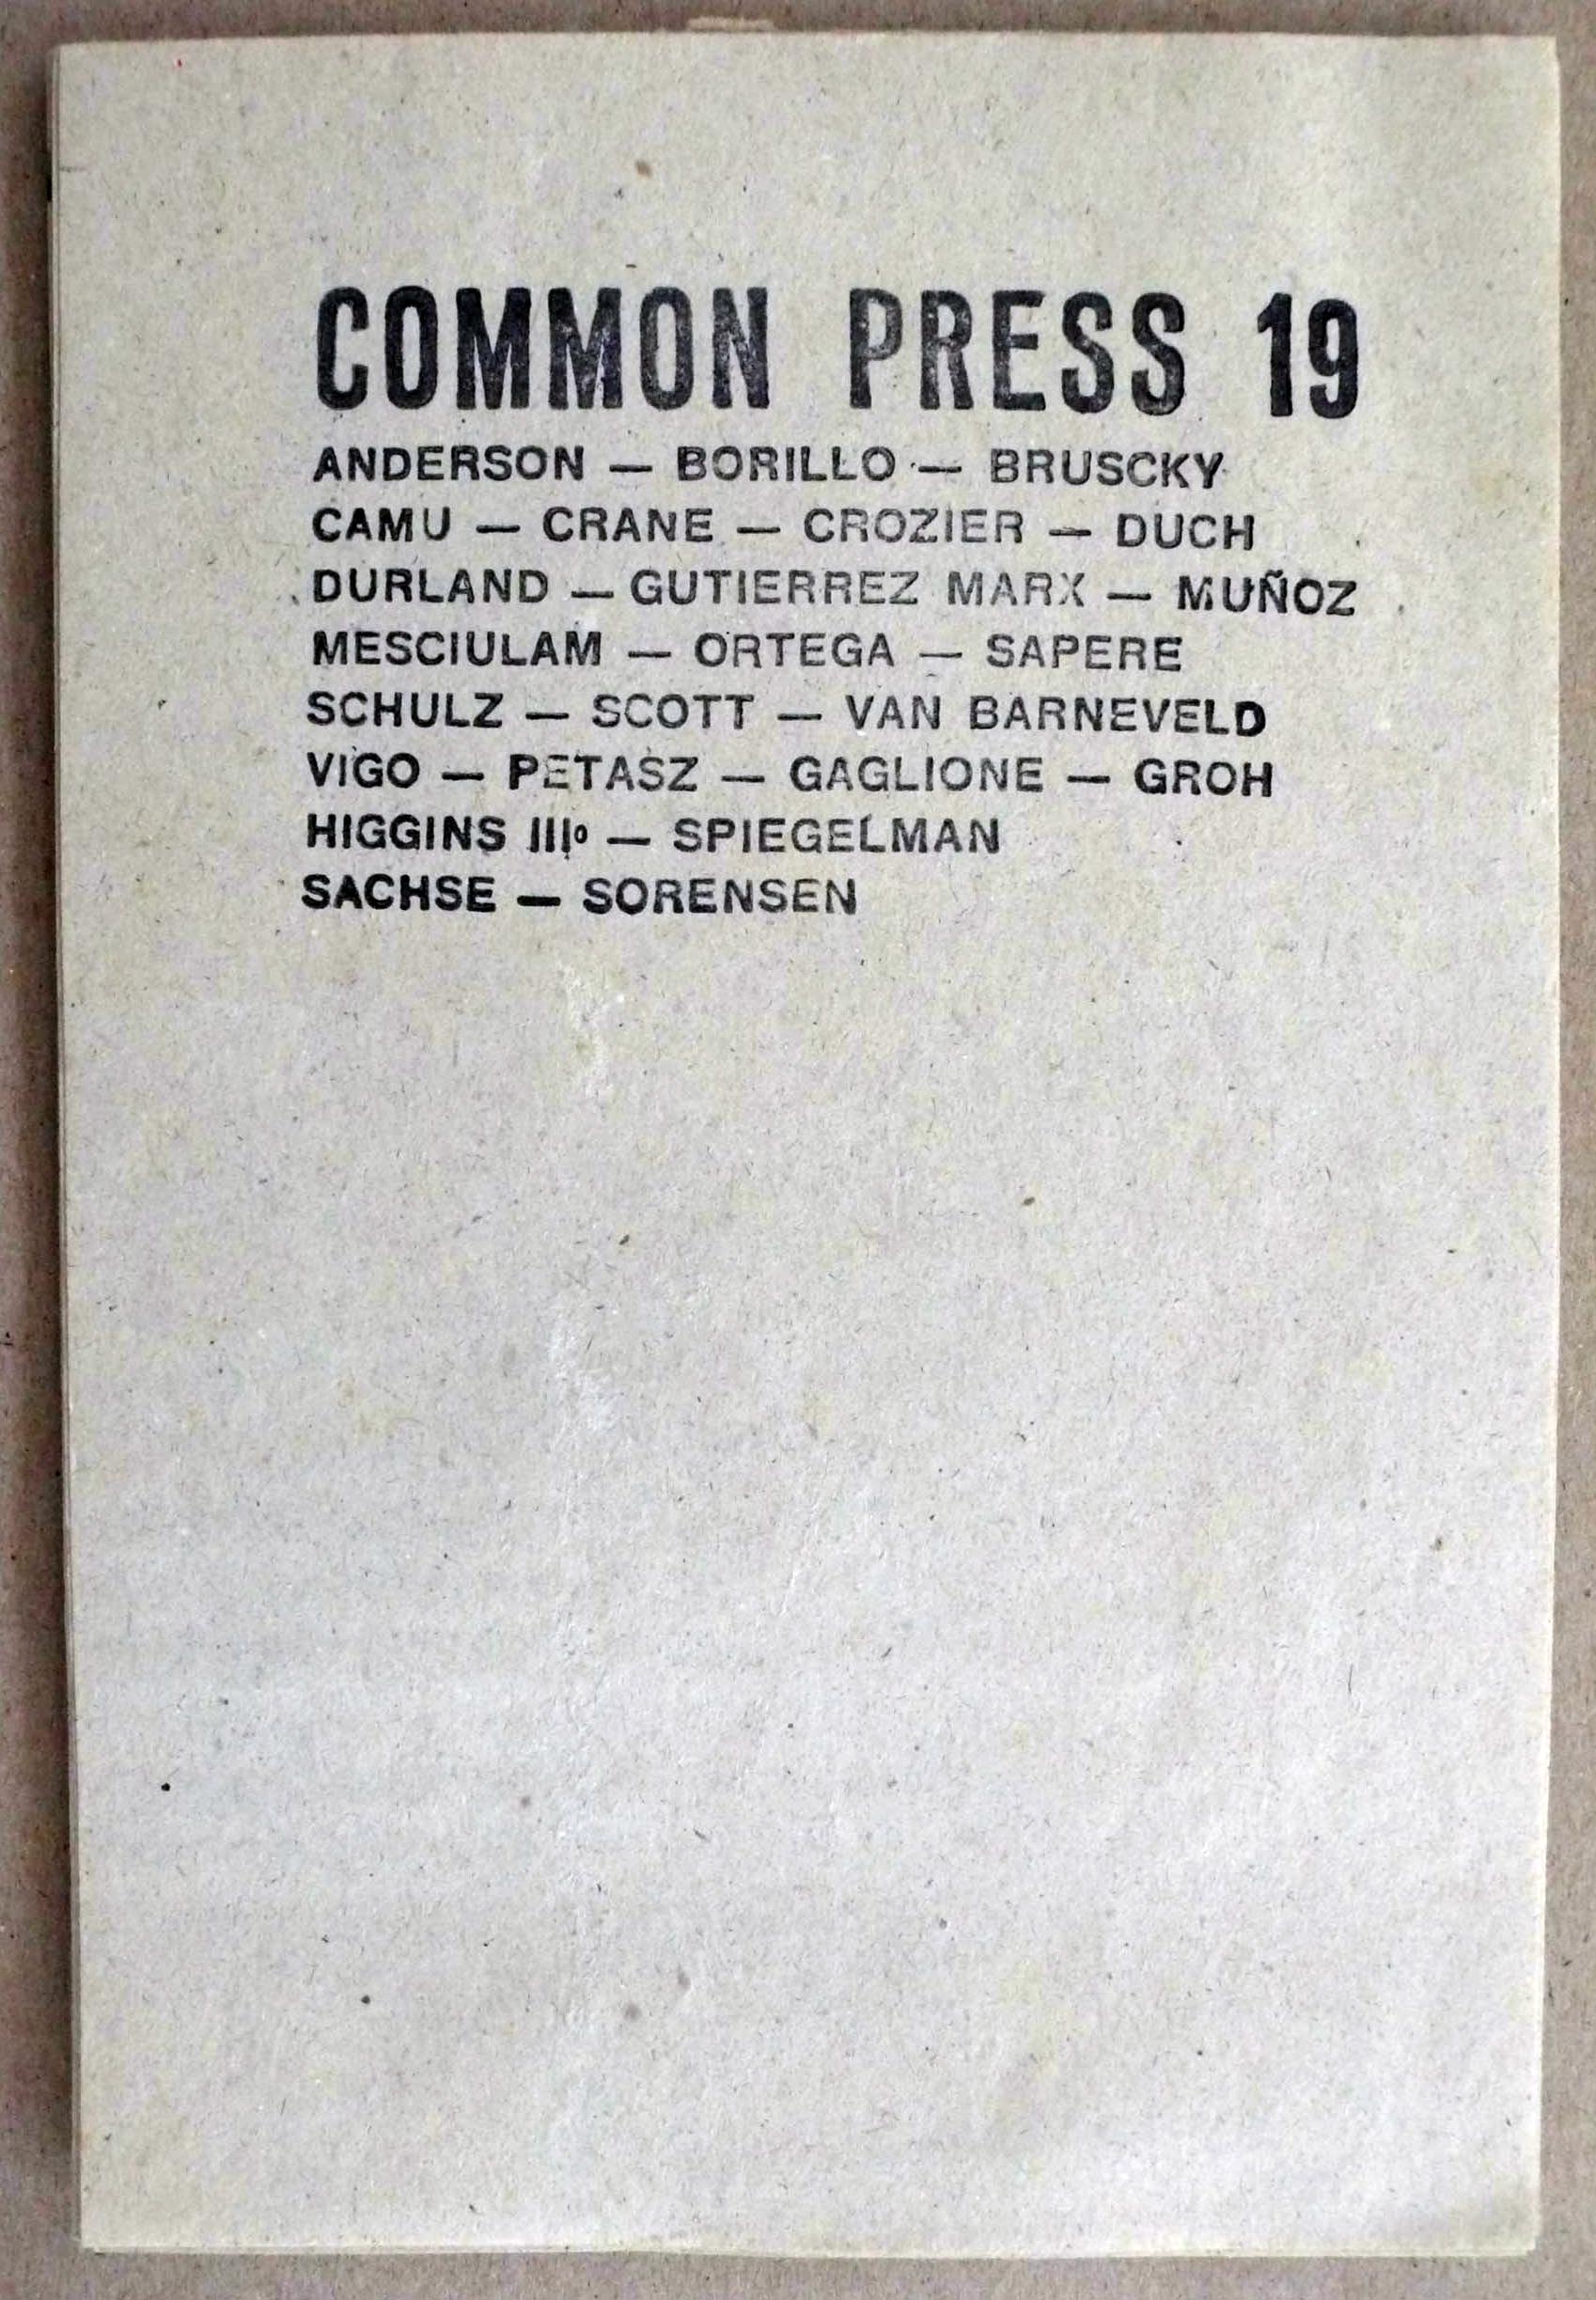 COMMON PRESS 19
ANDERSON — BORILLO — BRUSCKY
CAMU — CRANE — CROZIER — DUCH
DURLAND — GUTIERREZ MARX — MUÑOZ
MESCIULAM — ORTEGA — SAPERE
SCHULZ — SCOTT — VAN BARNEVELD
VIGO — PETASZ — GAGLIONE — GROH
HIGGINS IIIº — SPIEGELMAN
SACHSE — SORENSEN